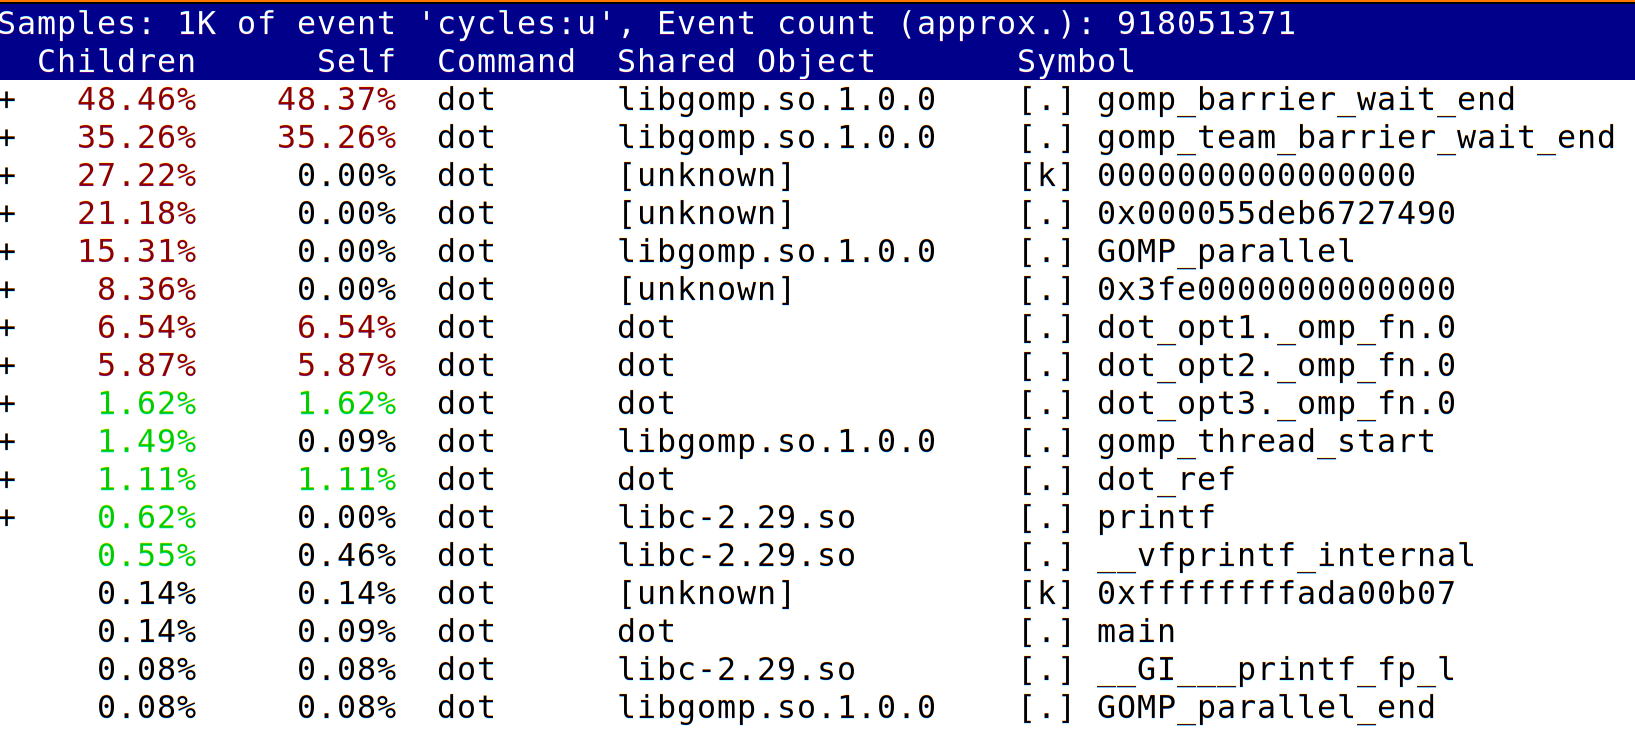 Samples: 1K of event 'cycles:u', Event count (approx.): 918051371
Children Self Command Shared Object Symbol
+ 48.46% 48.37% dot libgomp.so.1.0.0 [.] gomp_barrier_wait_end
+ 35.26% 35.26% dot libgomp.so.1.0.0 [.] gomp_team_barrier_wait_end
+ 27.22% 0.00% dot [unknown] [k] 0000000000000000
+ 21.18% 0.00% dot [unknown] [.] 0x000055deb6727490
+ 15.31% 0.00% dot libgomp.so.1.0.0 [.] GOMP_parallel
+ 8.36% 0.00% dot [unknown] [.] 0x3fe0000000000000
+ 6.54% 6.54% dot dot [.] dot_opt1._omp_fn.0
+ 5.87% 5.87% dot dot [.] dot_opt2._omp_fn.0
+ 1.62% 1.62% dot dot [.] dot_opt3._omp_fn.0
+ 1.49% 0.09% dot libgomp.so.1.0.0 [.] gomp_thread_start
+ 1.11% 1.11% dot dot [.] dot_ref
+ 0.62% 0.00% dot libc-2.29.so [.] printf
0.55% 0.46% dot libc-2.29.so [.] __vfprintf_internal
0.14% 0.14% dot [unknown] [k] 0xffffffffada00b07
0.14% 0.09% dot dot [.] main
0.08% 0.08% dot libc-2.29.so [.] __GI___printf_fp_l
0.08% 0.08% dot libgomp.so.1.0.0 [.] GOMP_parallel_end